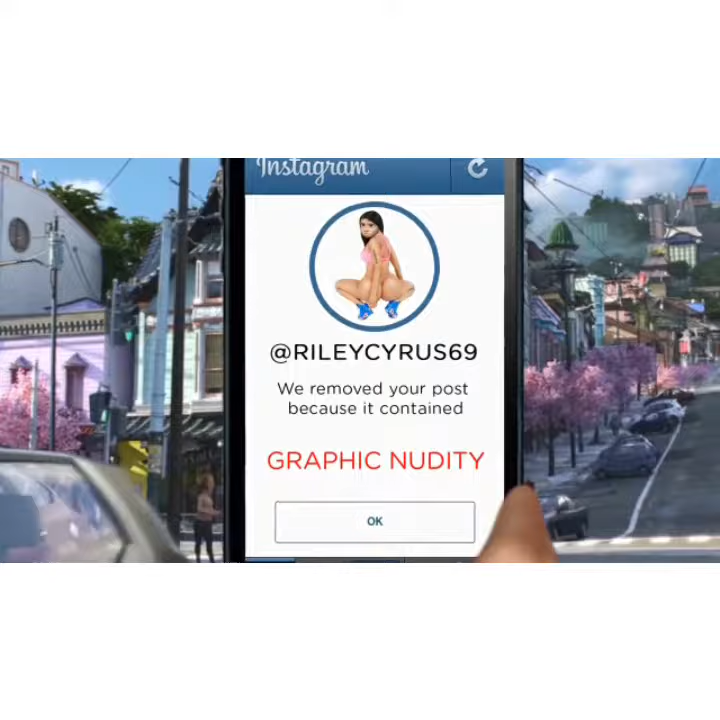 Instagram
@RILEYCYRUS69
We removed your post
because it contained
GRAPHIC NUDITY
OK